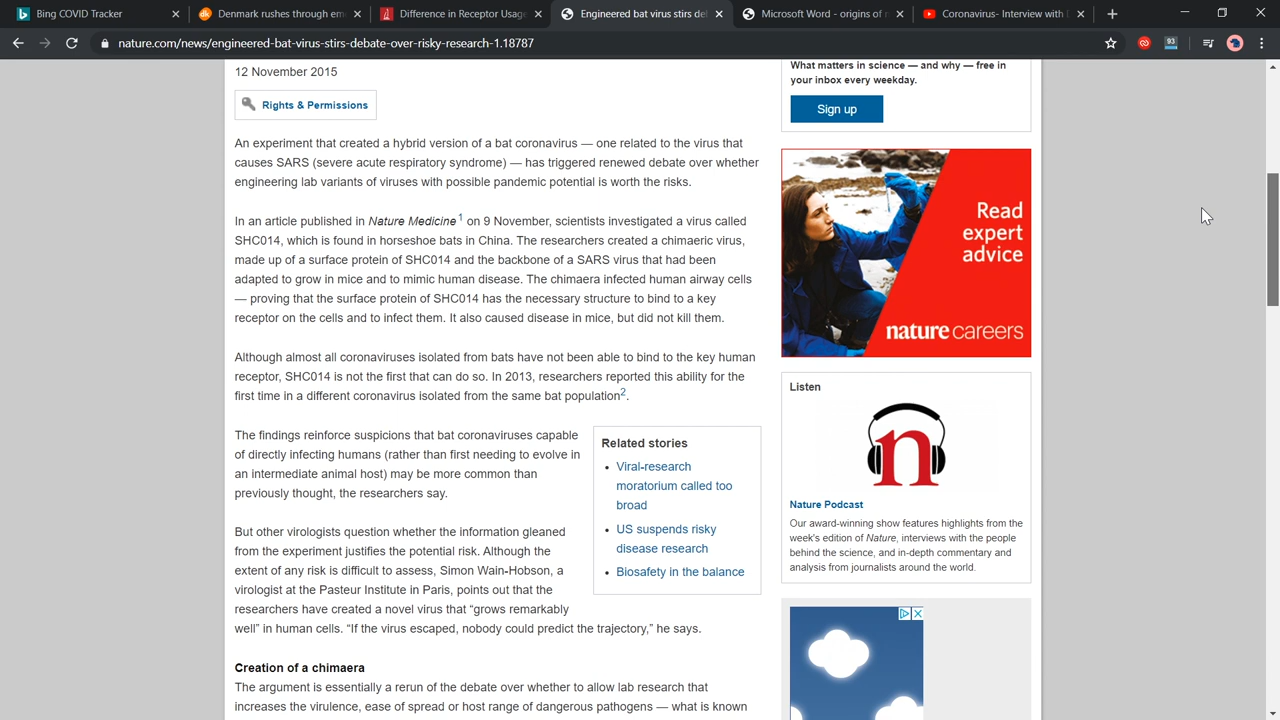 Bing COVID Tracker
Denmark rushes through em
Difference in Receptor Usage
Engineered bat virus stirs de
Microsoft Word - origins of
Coronavirus- Interview with
nature.com/news/engineered-bat-virus-stirs-debate-over-risky-research-1.18787
93
12 November 2015
Rights & Permissions
An experiment that created a hybrid version of a bat coronavirus — one related to the virus that
causes SARS (severe acute respiratory syndrome) — has triggered renewed debate over whether
engineering lab variants of viruses with possible pandemic potential is worth the risks.
In an article published in Nature Medicine1 on 9 November, scientists investigated a virus called
SHC014, which is found in horseshoe bats in China. The researchers created a chimaeric virus,
made up of a surface protein of SHC014 and the backbone of a SARS virus that had been
adapted to grow in mice and to mimic human disease. The chimaera infected human airway cells
— proving that the surface protein of SHC014 has the necessary structure to bind to a key
receptor on the cells and to infect them. It also caused disease in mice, but did not kill them.
Although almost all coronaviruses isolated from bats have not been able to bind to the key human
receptor, SHC014 is not the first that can do so. In 2013, researchers reported this ability for the
first time in a different coronavirus isolated from the same bat population2.
The findings reinforce suspicions that bat coronaviruses capable
of directly infecting humans (rather than first needing to evolve in
an intermediate animal host) may be more common than
previously thought, the researchers say.
But other virologists question whether the information gleaned
from the experiment justifies the potential risk. Although the
extent of any risk is difficult to assess, Simon Wain-Hobson, a
virologist at the Pasteur Institute in Paris, points out that the
researchers have created a novel virus that “grows remarkably
well” in human cells. “If the virus escaped, nobody could predict the trajectory,” he says.
Creation of a chimaera
The argument is essentially a rerun of the debate over whether to allow lab research that
increases the virulence, ease of spread or host range of dangerous pathogens — what is known
Related stories
Viral-research
moratorium called too
broad
US suspends risky
disease research
Biosafety in the balance
What matters in science — and why — free in
your inbox every weekday.
Sign up
Read
expert
advice
nature careers
Listen
n
Nature Podcast
Our award-winning show features highlights from the
week's edition of Nature, interviews with the people
behind the science, and in-depth commentary and
analysis from journalists around the world.